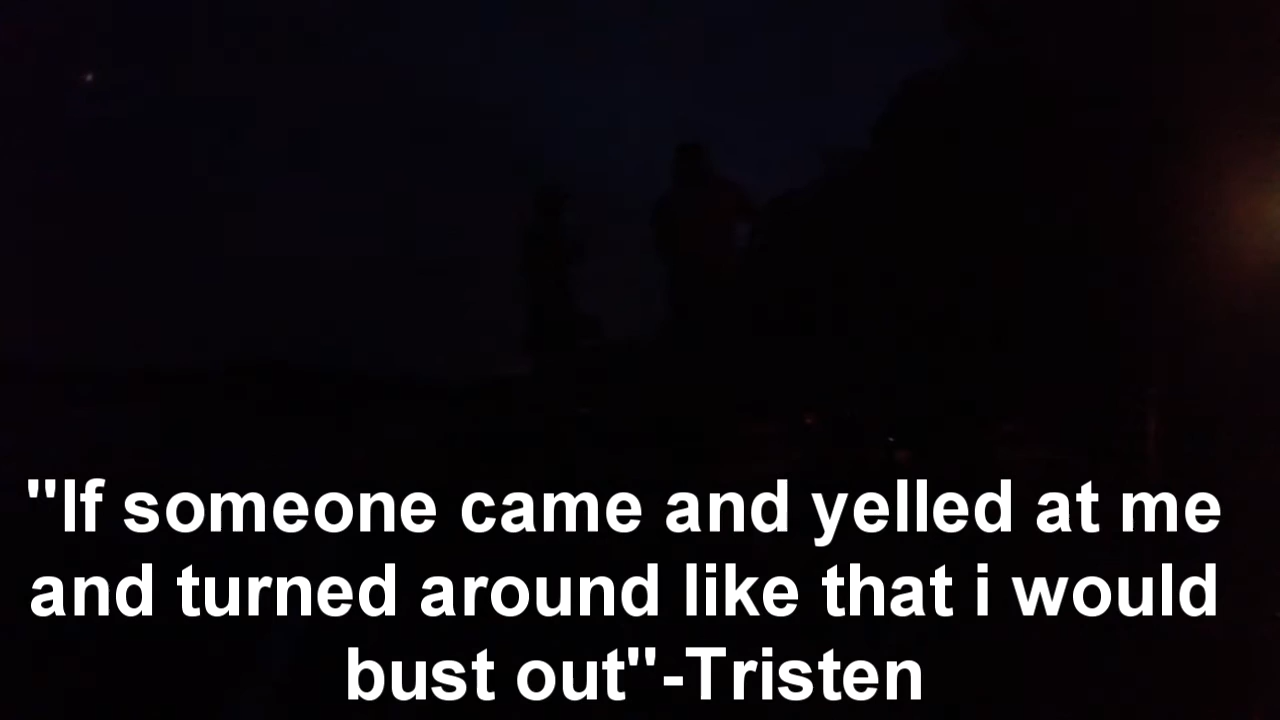 "If someone came and yelled at me
and turned around like that i would
bust out"-Tristen